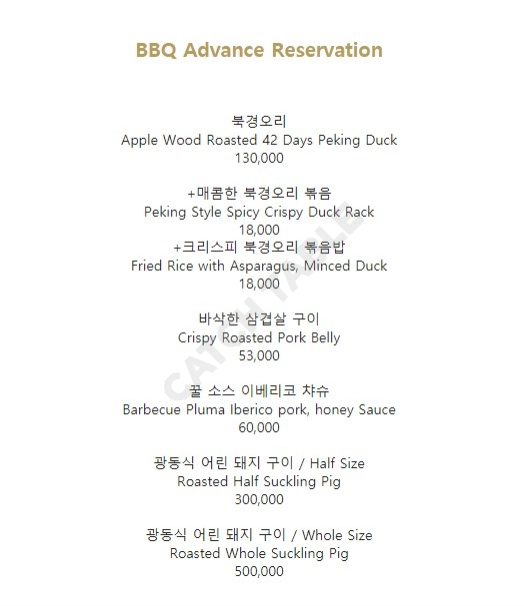 BBQ Advance Reservation
북경오리
Apple Wood Roasted 42 Days Peking Duck
130,000
+매콤한 북경오리 볶음
Peking Style Spicy Crispy Duck Rack
18,000
+크리스피 북경오리 볶음밥
Fried Rice with Asparagus, Minced Duck
18,000
바삭한 삼겹살 구이
Crispy Roasted Pork Belly
53,000
꿀 소스 이베리코 챠슈
Barbecue Pluma Iberico pork, honey Sauce
60,000
광동식 어린 돼지 구이 / Half Size
Roasted Half Suckling Pig
300,000
광동식 어린 돼지 구이 / Whole Size
Roasted Whole Suckling Pig
500,000
CATCH TABLE